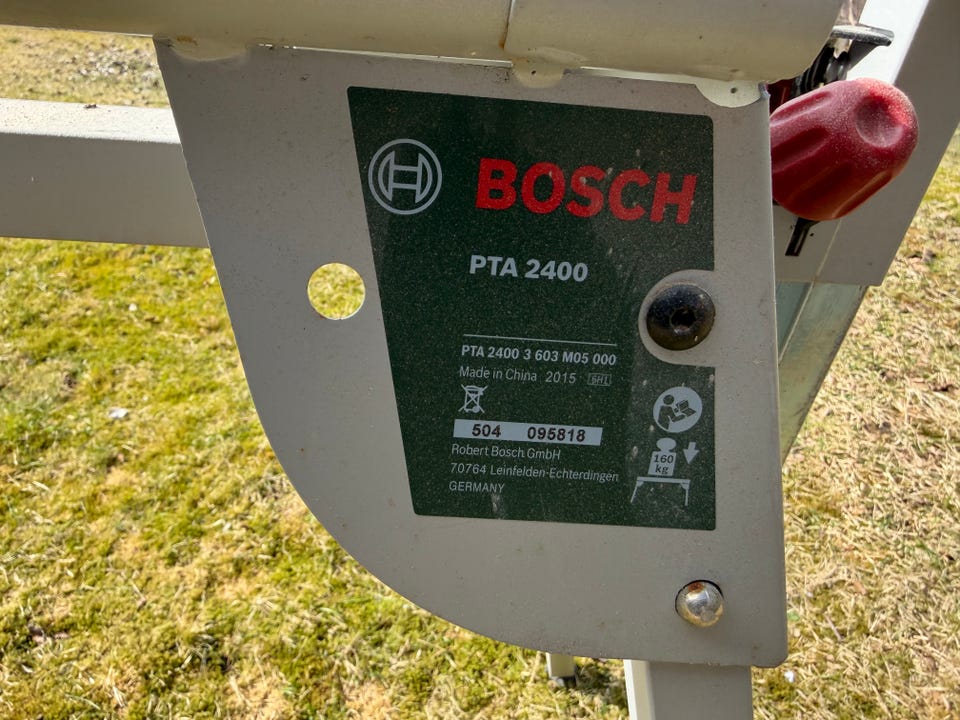 BOSCH
PTA 2400
PTA 2400 3 603 M05 000
Made in China 2015 SH1
504 095818
Robert Bosch GmbH
70764 Leinfelden-Echterdingen
GERMANY
160
kg